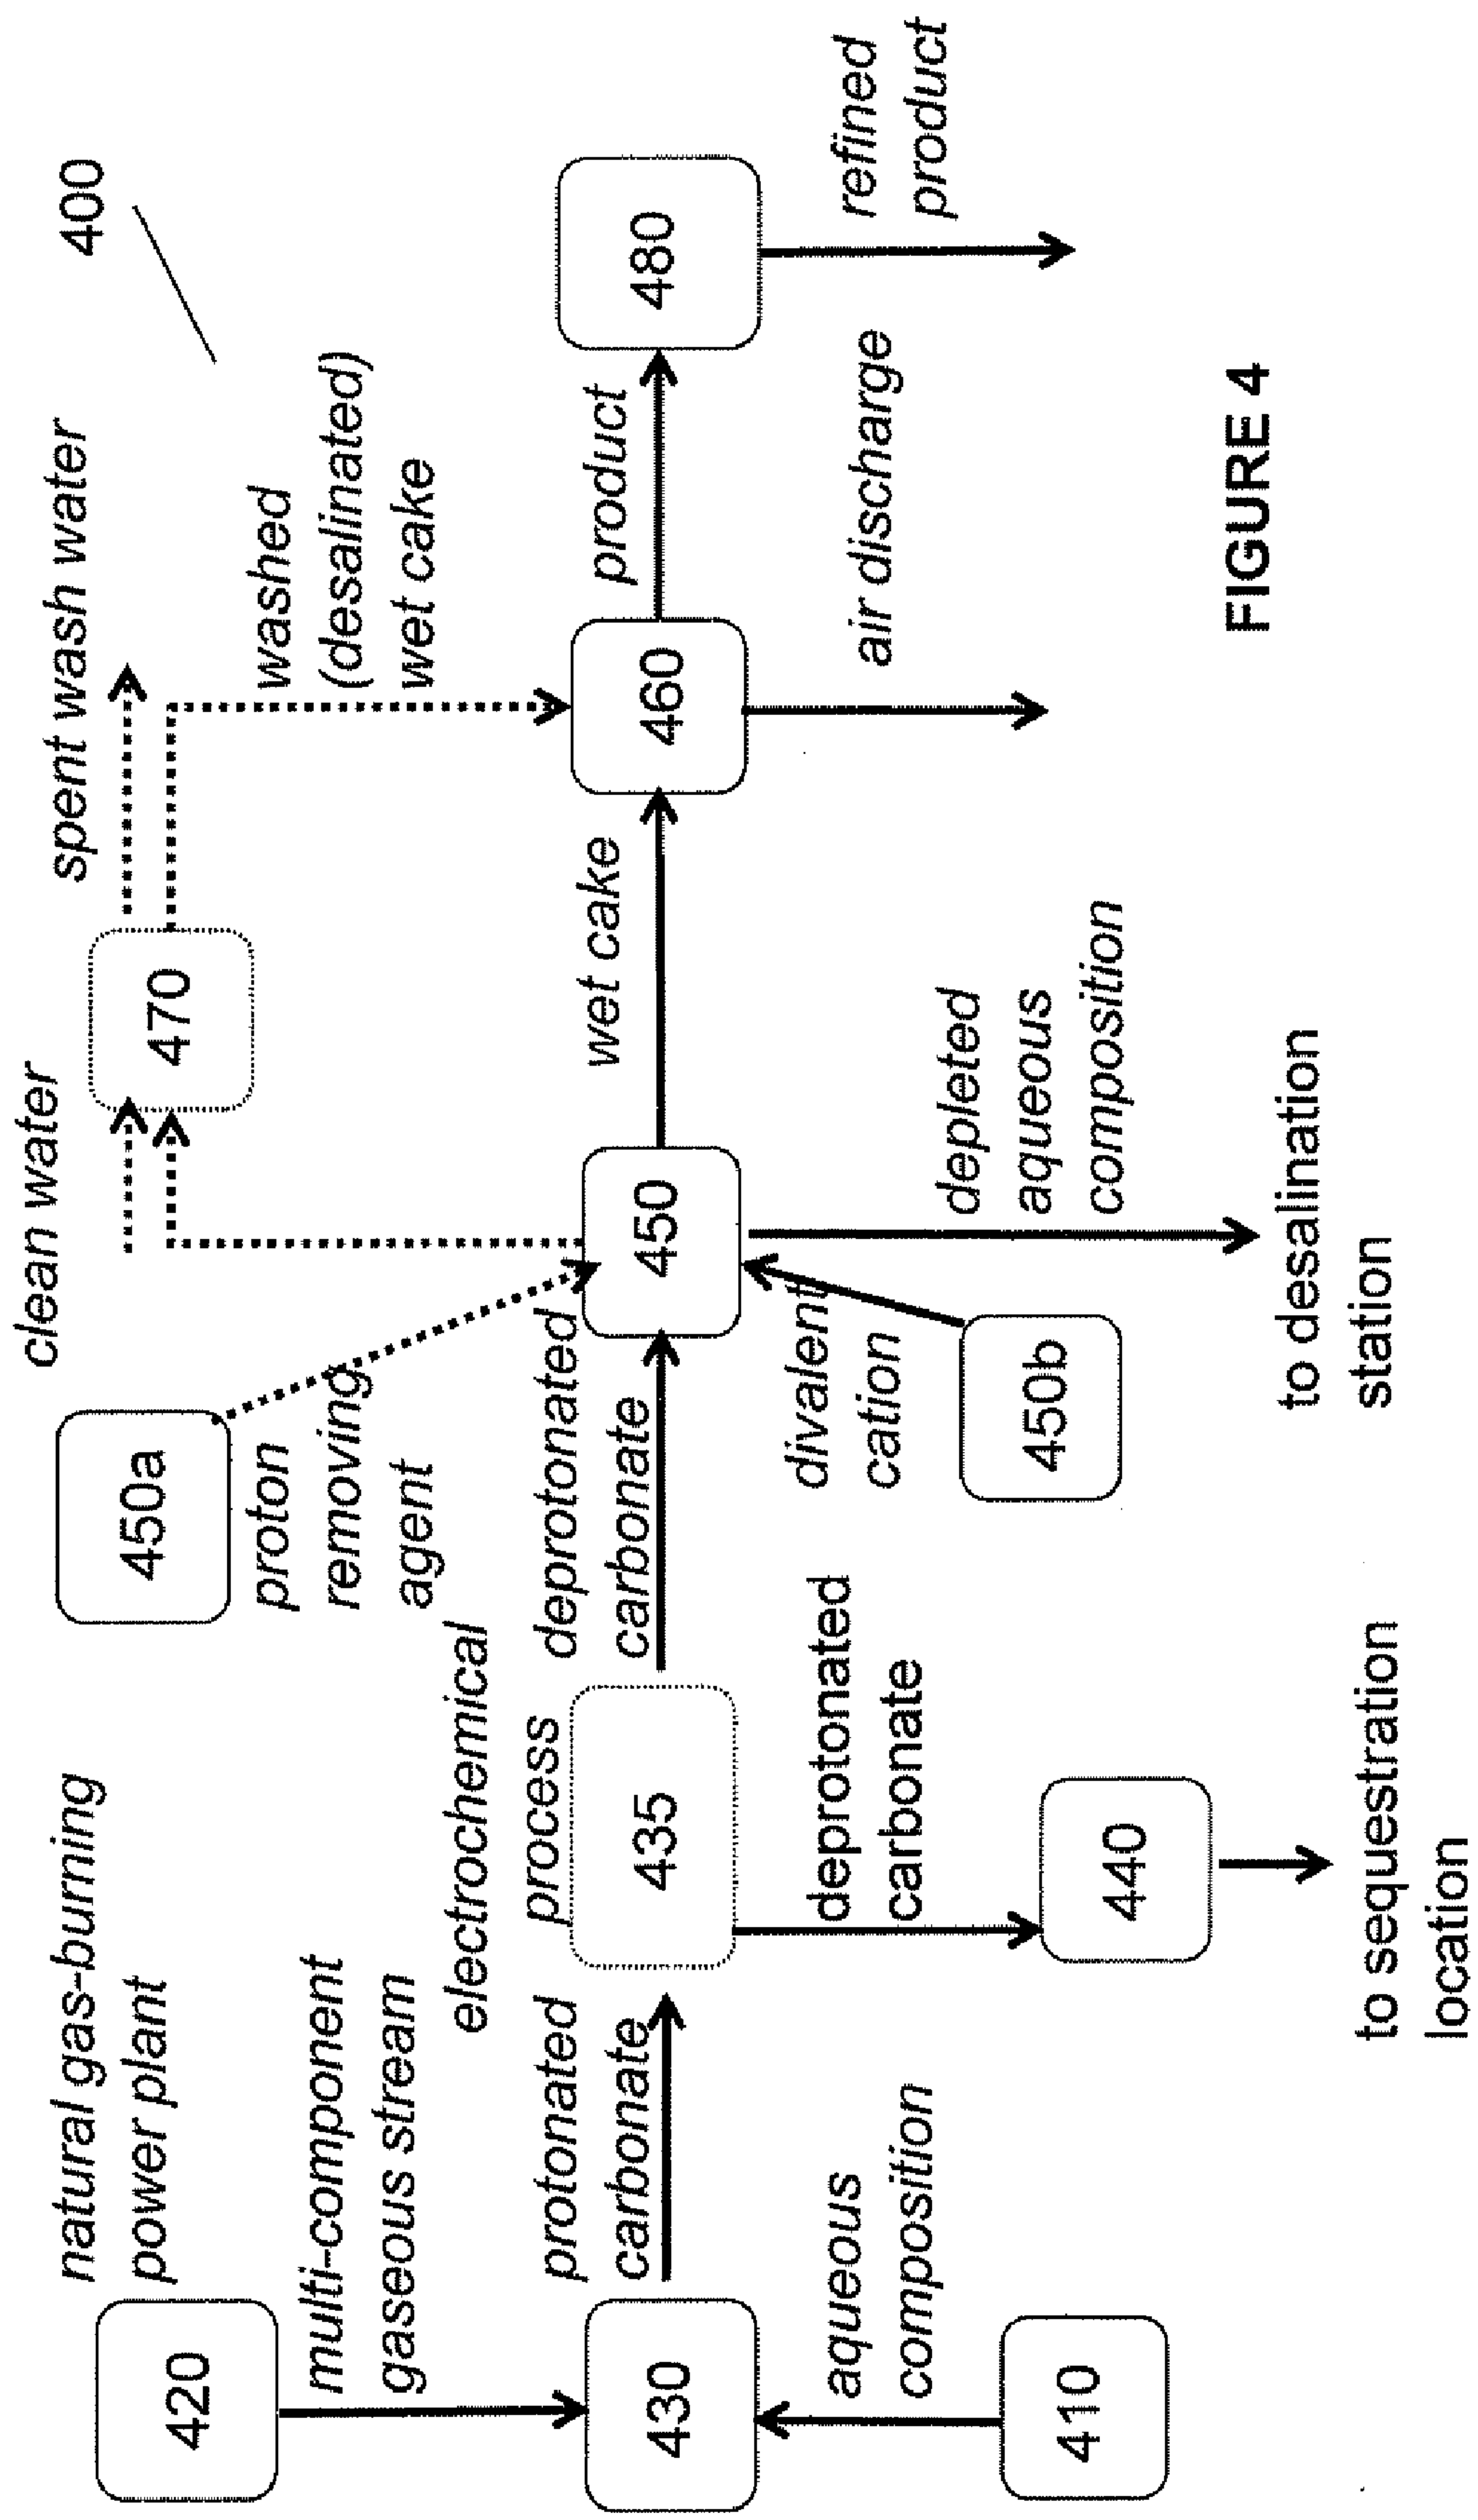 400
natural gas-burning
power plant
420
multi-component
gaseous stream
electrochemical
process
450a
proton
removing
agent
clean water
470
spent wash water
washed
(desalinated)
wet cake
430
protonated
carbonate
435
deprotonated
carbonate
450
wet cake
460
product
480
aqueous
composition
410
deprotonated
carbonate
440
to sequestration
location
divalent
cation
450b
depleted
aqueous
composition
to desalination
station
air discharge
refined
product
FIGURE 4